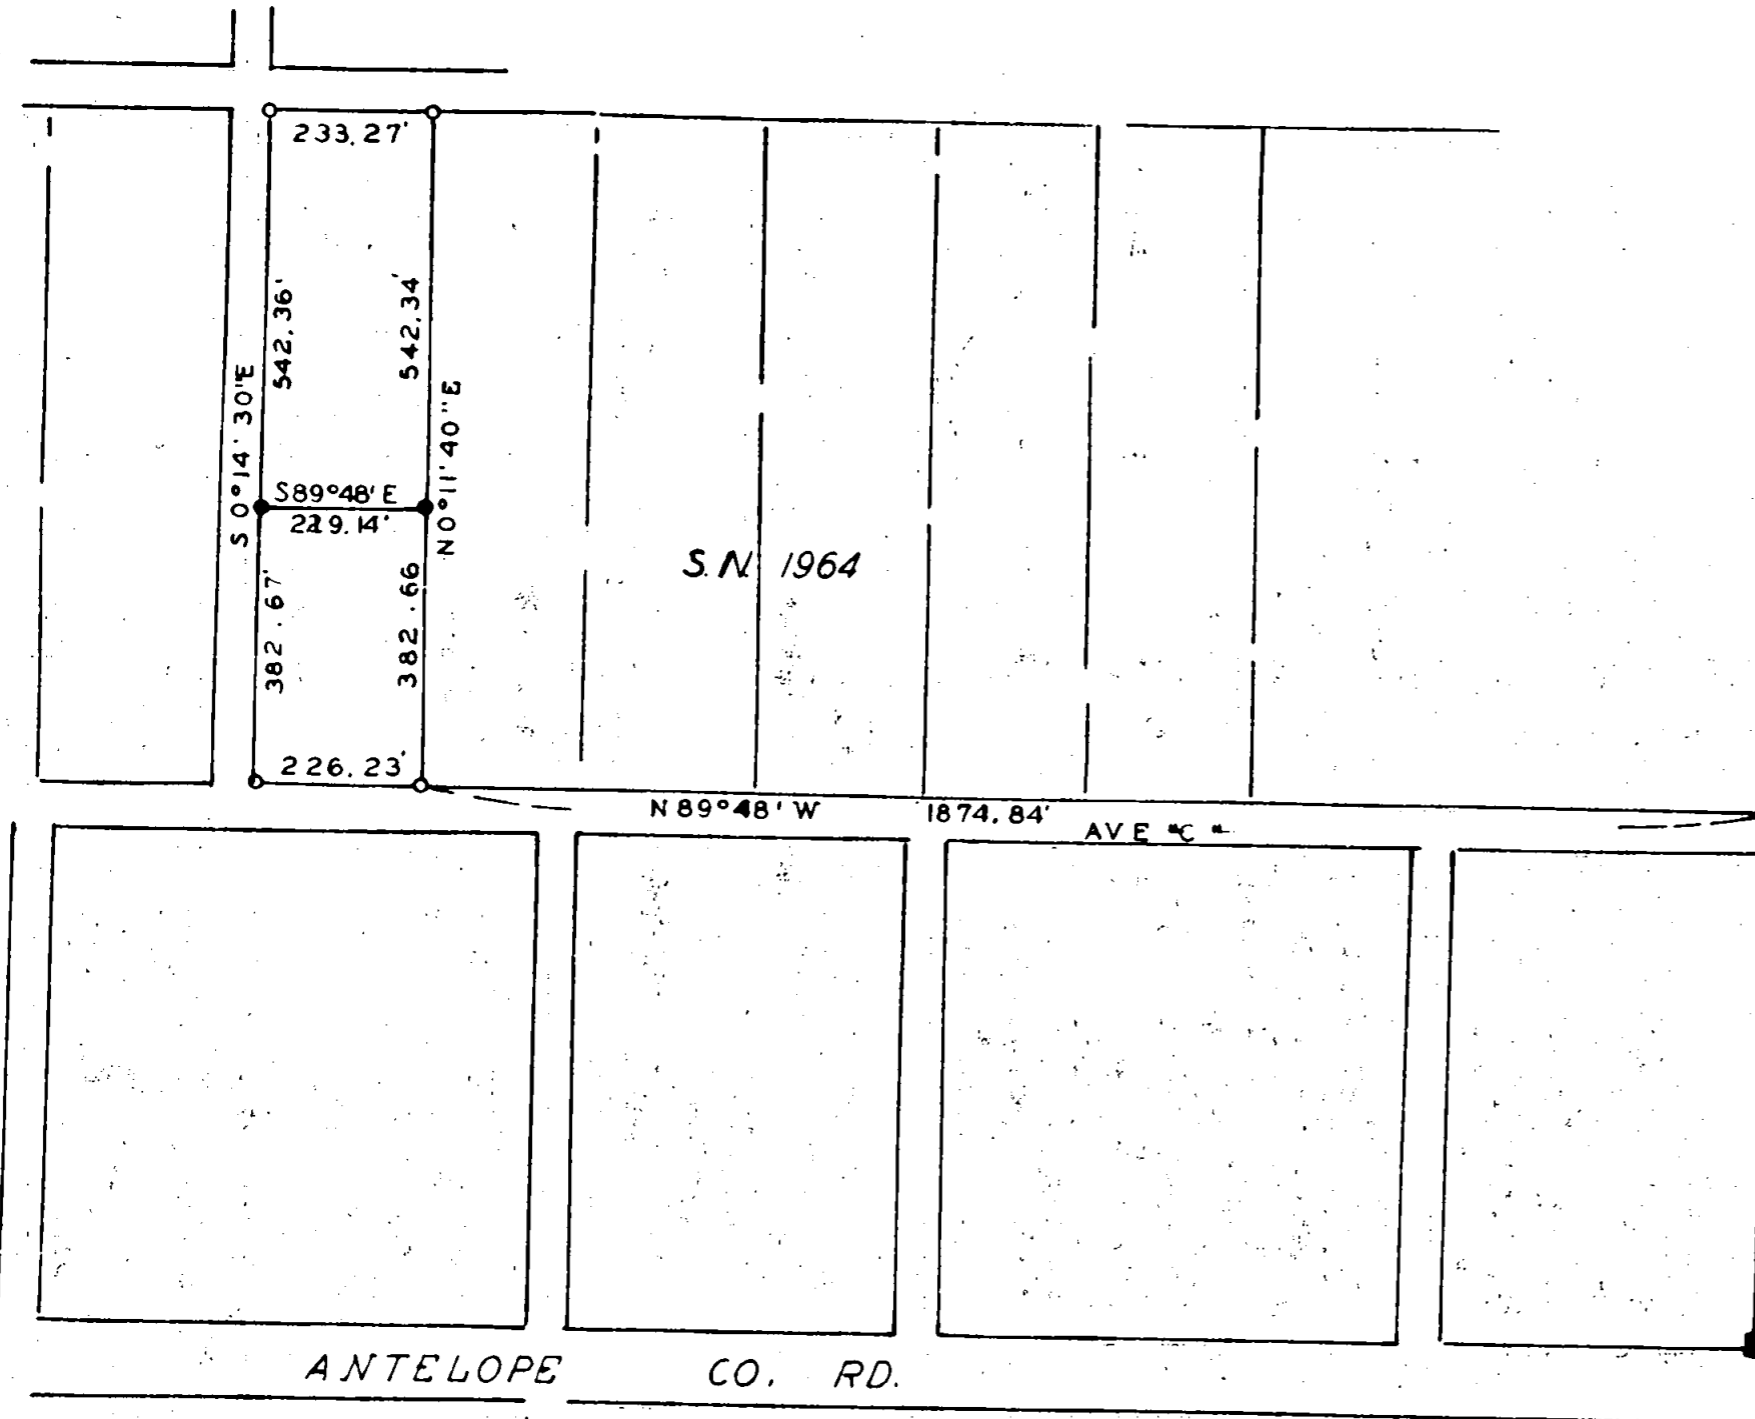 233.27'
542.36'
542.34'
S 0°14' 30"E
N 0°11' 40"E
S89°48' E
229.14'
S.N. 1964
382.67'
382.66
226.23'
N 89°48' W 1874.84'
AVE "C"
ANTELOPE CO. RD.